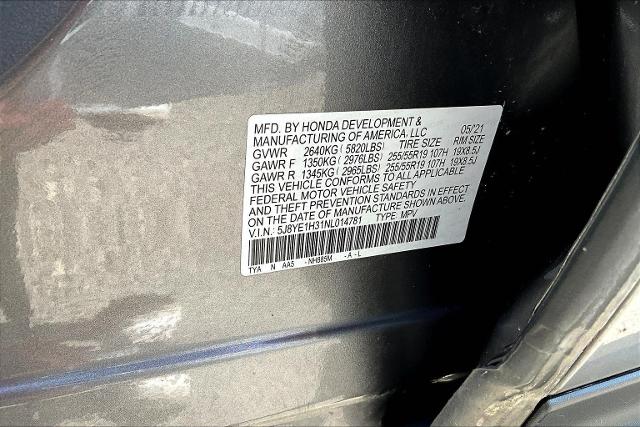 MFD. BY HONDA DEVELOPMENT & 05/21
MANUFACTURING OF AMERICA, LLC
GVWR 2640KG(5820LBS) TIRE SIZE RIM SIZE
GAWR F 1350KG(2976LBS) 255/55R19 107H 19X8.5J
GAWR R 1345KG(2965LBS) 255/55R19 107H 19X8.5J
THIS VEHICLE CONFORMS TO ALL APPLICABLE
FEDERAL MOTOR VEHICLE SAFETY
AND THEFT PREVENTION STANDARDS IN EFFECT
ON THE DATE OF MANUFACTURE SHOWN ABOVE.
V.I.N.: 5J8YE1H31NL014781 TYPE: MPV
TYA N AA5 -NH885M -A-L